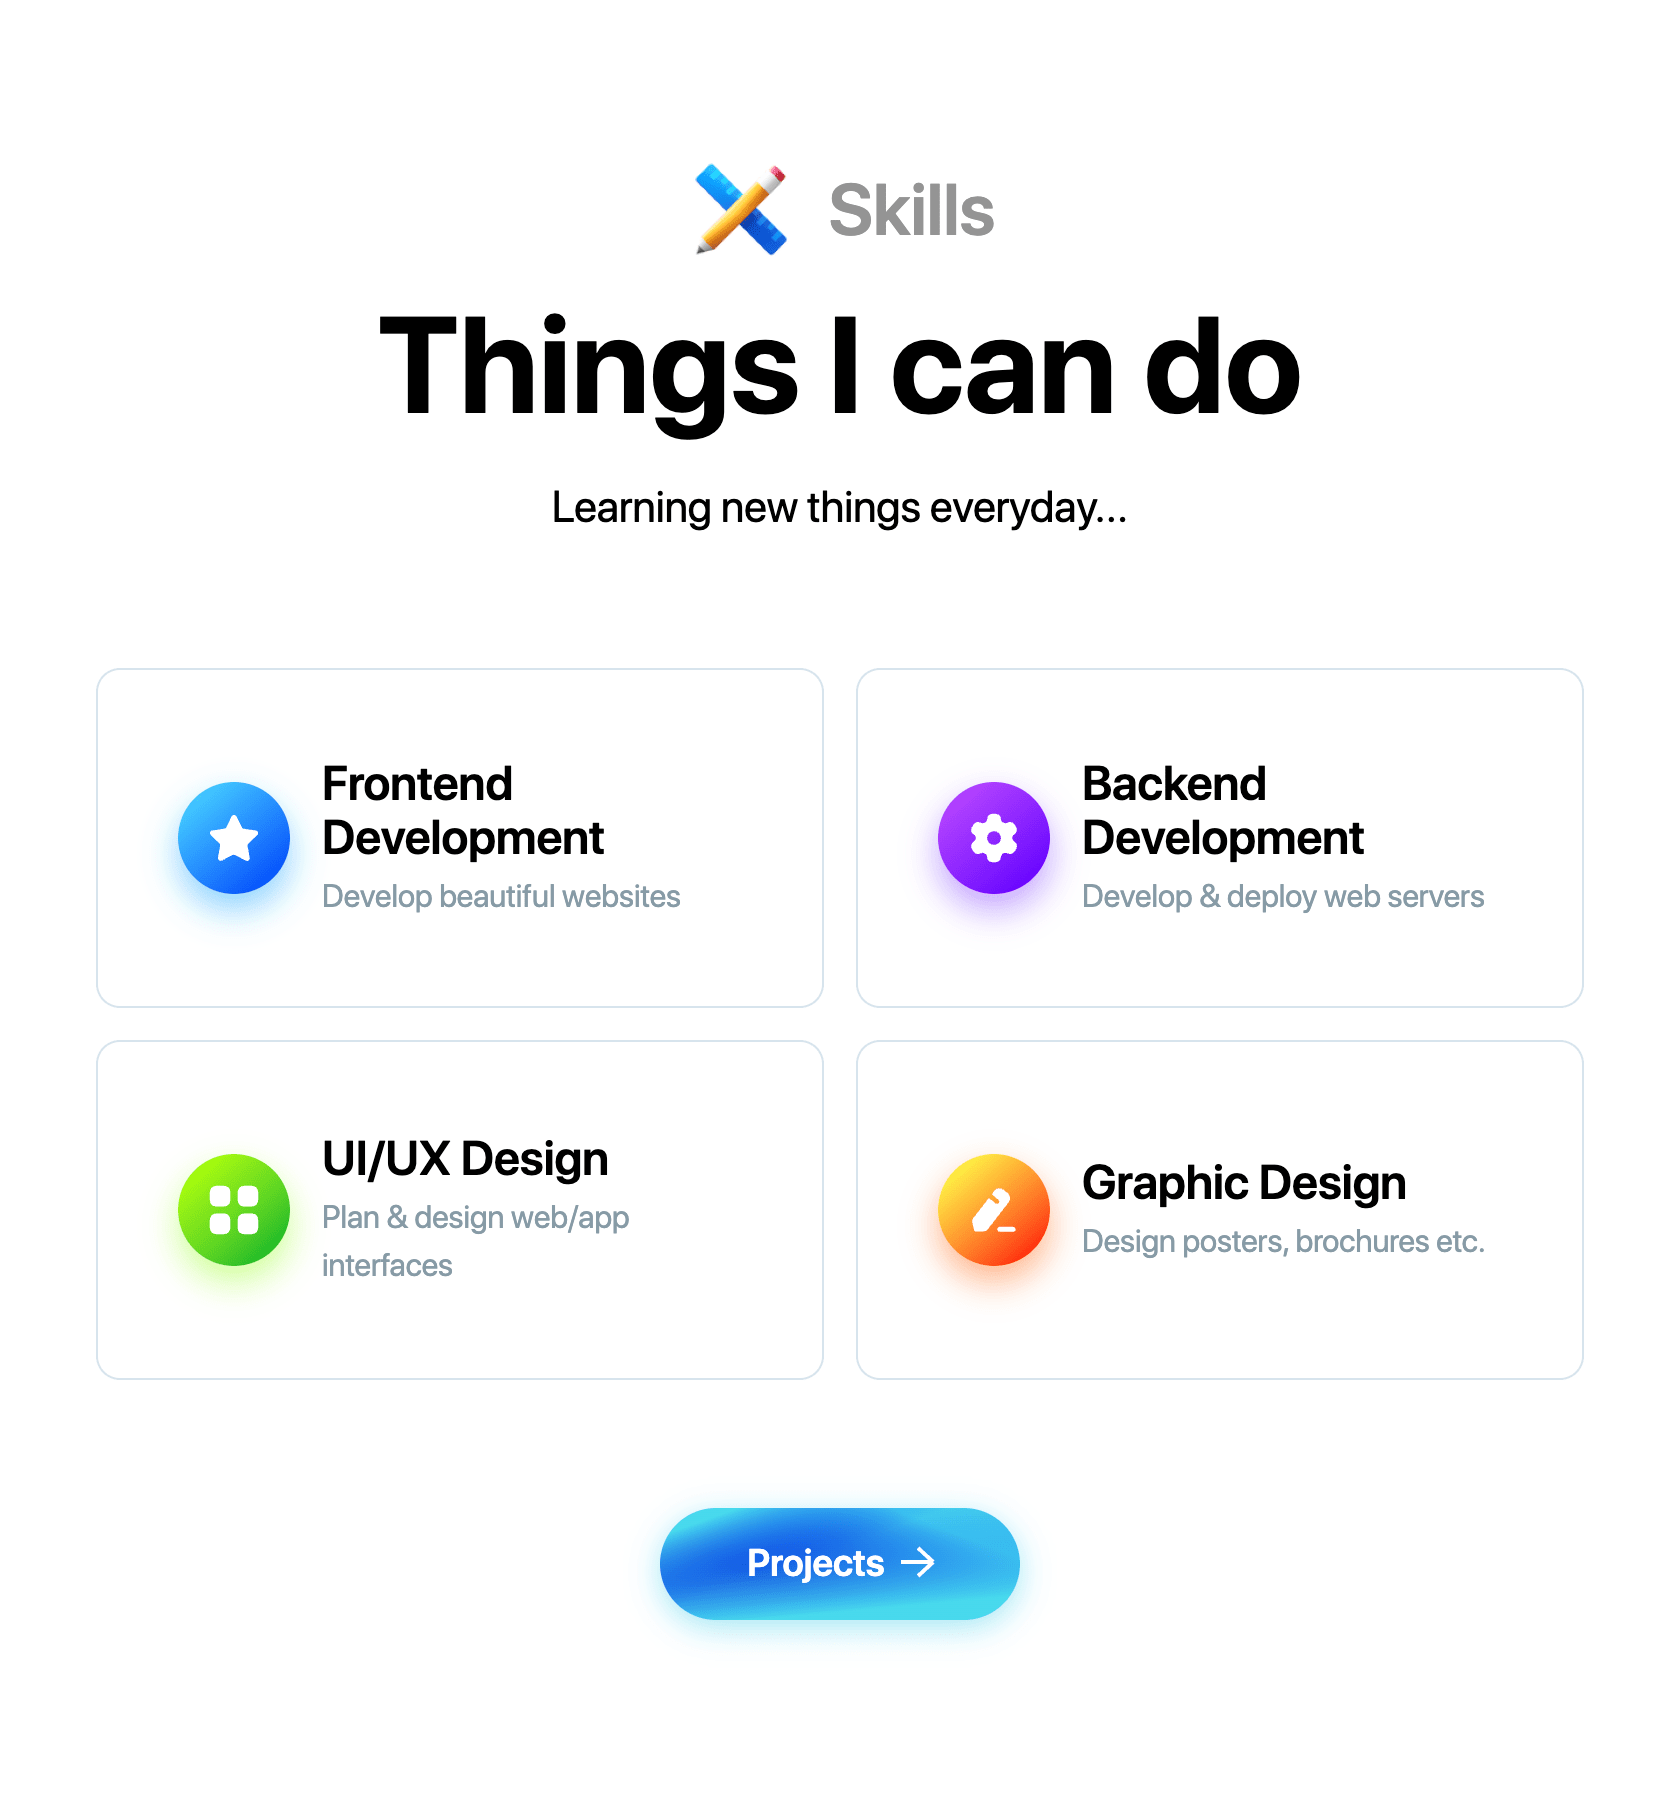 Skills
Things I can do
Learning new things everyday...
Frontend
Development
Develop beautiful websites
Backend
Development
Develop & deploy web servers
UI/UX Design
Plan & design web/app
interfaces
Graphic Design
Design posters, brochures etc.
Projects →